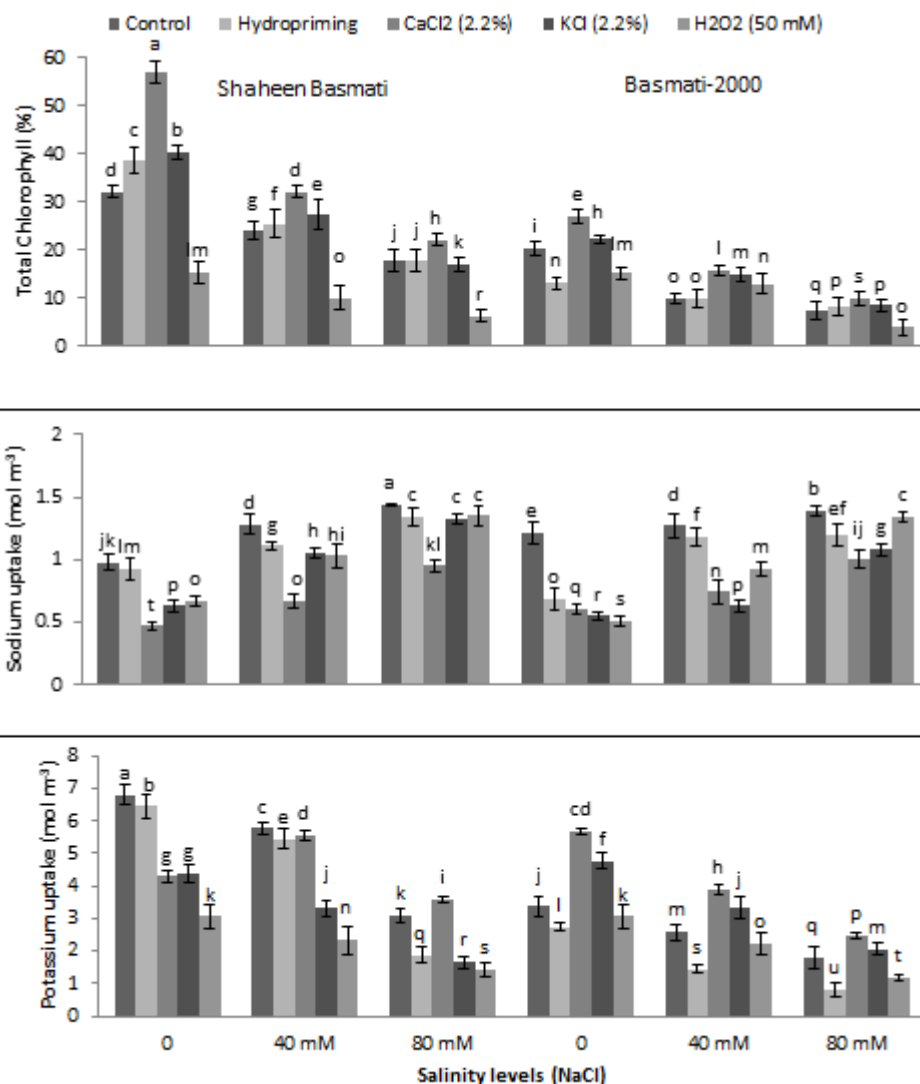 Control Hydropriming CaCl2 (2.2%) KCl (2.2%) H2O2 (50 mM)
Shaheen Basmati Basmati-2000
Total Chlorophyll (%)
60
50
40
30
20
10
0
d c a b lm g f d e o j j h k r i n e h lm o o l m n q p s p o
Sodium uptake (mol m⁻³)
2
1.5
1
0.5
0
jk lm t p o d g o h hi a c kl c c e o q r s d f n p m b ef ij g c
Potassium uptake (mol m⁻³)
8
7
6
5
4
3
2
1
0
a b g g k c e d j n k q i r s j l cd f k m s h j o q u p m t
0 40 mM 80 mM 0 40 mM 80 mM
Salinity levels (NaCl)